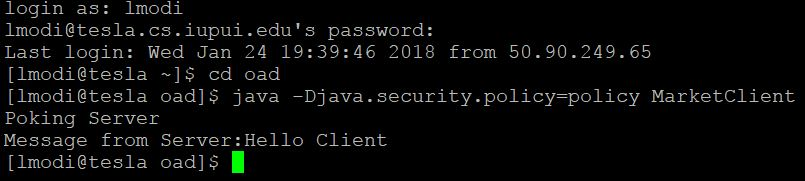 login as: lmodi
lmodi@tesla.cs.iupui.edu's password:
Last login: Wed Jan 24 19:39:46 2018 from 50.90.249.65
[lmodi@tesla ~]$ cd oad
[lmodi@tesla oad]$ java -Djava.security.policy=policy MarketClient
Poking Server
Message from Server:Hello Client
[lmodi@tesla oad]$